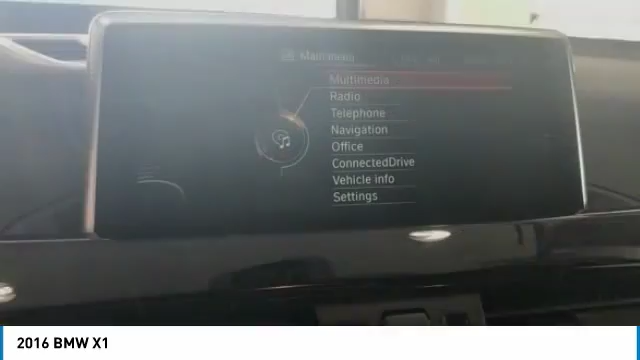 Main menu
Multimedia
Radio
Telephone
Navigation
Office
ConnectedDrive
Vehicle info
Settings
2016 BMW X1